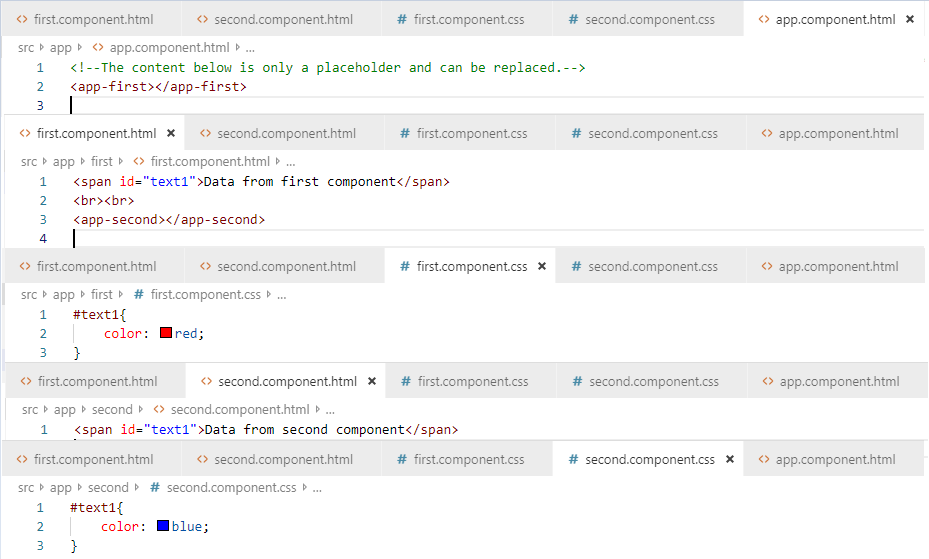 first.component.html second.component.html first.component.css second.component.css app.component.html
src app app.component.html ...
1 <!--The content below is only a placeholder and can be replaced.-->
2 <app-first></app-first>
3
first.component.html second.component.html first.component.css second.component.css app.component.html
src app first first.component.html ...
1 <span id="text1">Data from first component</span>
2 <br><br>
3 <app-second></app-second>
4
first.component.html second.component.html # first.component.css # second.component.css app.component.html
src app first # first.component.css ...
1 #text1{
2 color: red;
3 }
first.component.html second.component.html # first.component.css # second.component.css app.component.html
src app second second.component.html ...
1 <span id="text1">Data from second component</span>
first.component.html second.component.html # first.component.css # second.component.css app.component.html
src app second # second.component.css ...
1 #text1{
2 color: blue;
3 }